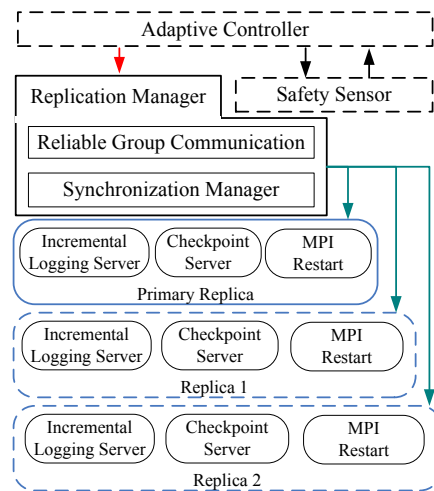 Adaptive Controller
Replication Manager
Safety Sensor
Reliable Group Communication
Synchronization Manager
Incremental
Logging Server
Checkpoint
Server
MPI
Restart
Primary Replica
Incremental
Logging Server
Checkpoint
Server
MPI
Restart
Replica 1
Incremental
Logging Server
Checkpoint
Server
MPI
Restart
Replica 2